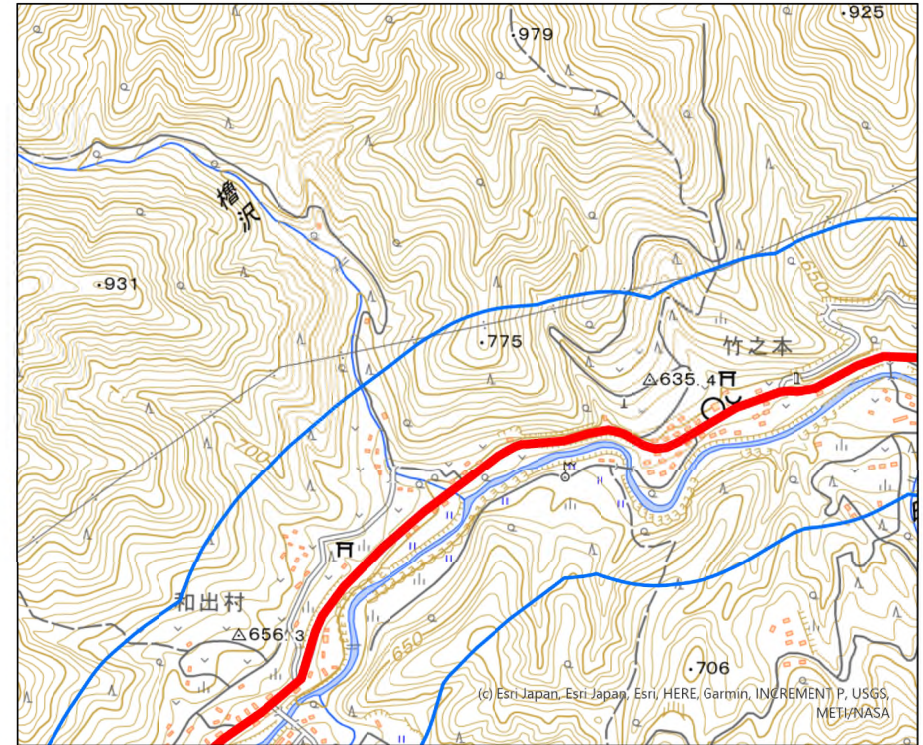 925
979
櫓沢
931
650
775
竹之本
635.4
700
和出村
656.3
650
706
(c) Esri Japan, Esri Japan, Esri, HERE, Garmin, INCREMENT P, USGS,
METI/NASA